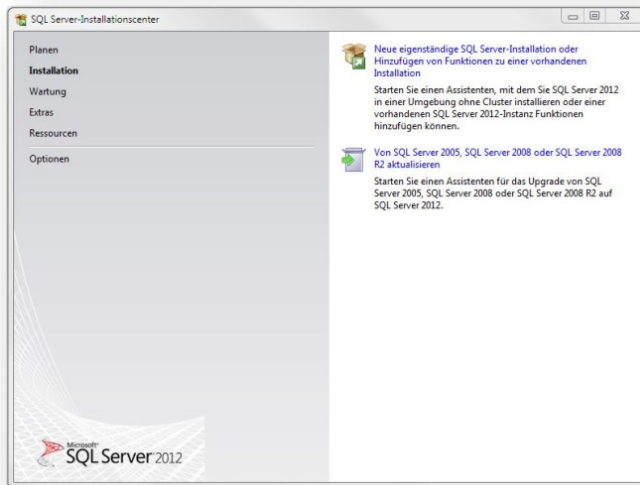 SQL Server-Installationscenter
Planen
Installation
Wartung
Extras
Ressourcen
Optionen
Neue eigenständige SQL Server-Installation oder
Hinzufügen von Funktionen zu einer vorhandenen
Installation
Starten Sie einen Assistenten, mit dem Sie SQL Server 2012
in einer Umgebung ohne Cluster installieren oder einer
vorhandenen SQL Server 2012-Instanz Funktionen
hinzufügen können.
Von SQL Server 2005, SQL Server 2008 oder SQL Server 2008
R2 aktualisieren
Starten Sie einen Assistenten für das Upgrade von SQL
Server 2005, SQL Server 2008 oder SQL Server 2008 R2 auf
SQL Server 2012.
Microsoft
SQL Server 2012